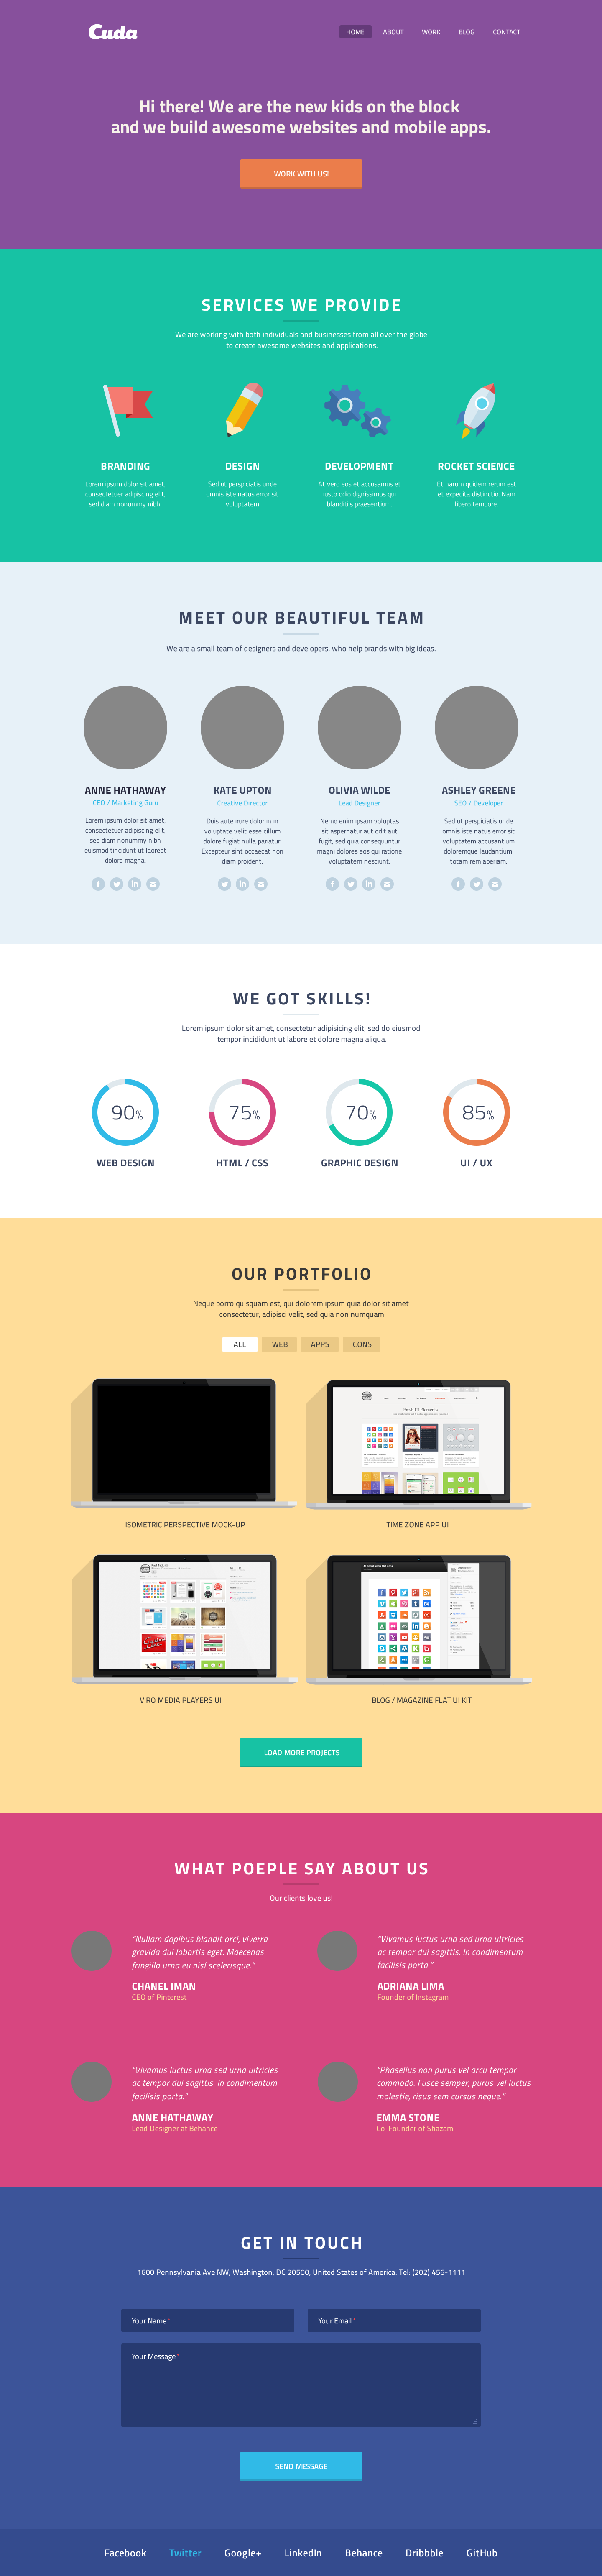 Cuda
HOME ABOUT WORK BLOG CONTACT
Hi there! We are the new kids on the block
and we build awesome websites and mobile apps.
WORK WITH US!
SERVICES WE PROVIDE
We are working with both individuals and businesses from all over the globe
to create awesome websites and applications.
BRANDING
Lorem ipsum dolor sit amet,
consectetuer adipiscing elit,
sed diam nonummy nibh.
DESIGN
Sed ut perspiciatis unde
omnis iste natus error sit
voluptatem
DEVELOPMENT
At vero eos et accusamus et
iusto odio dignissimos qui
blanditiis praesentium.
ROCKET SCIENCE
Et harum quidem rerum est
et expedita distinctio. Nam
libero tempore.
MEET OUR BEAUTIFUL TEAM
We are a small team of designers and developers, who help brands with big ideas.
ANNE HATHAWAY
CEO / Marketing Guru
Lorem ipsum dolor sit amet,
consectetuer adipiscing elit,
sed diam nonummy nibh
euismod tincidunt ut laoreet
dolore magna.
KATE UPTON
Creative Director
Duis aute irure dolor in in
voluptate velit esse cillum
dolore fugiat nulla pariatur.
Excepteur sint occaecat non
diam proident.
OLIVIA WILDE
Lead Designer
Nemo enim ipsam voluptas
sit aspernatur aut odit aut
fugit, sed quia consequuntur
magni dolores eos qui ratione
voluptatem nesciunt.
ASHLEY GREENE
SEO / Developer
Sed ut perspiciatis unde
omnis iste natus error sit
voluptatem accusantium
doloremque laudantium,
totam rem aperiam.
WE GOT SKILLS!
Lorem ipsum dolor sit amet, consectetur adipisicing elit, sed do eiusmod
tempor incididunt ut labore et dolore magna aliqua.
90%
WEB DESIGN
75%
HTML / CSS
70%
GRAPHIC DESIGN
85%
UI / UX
OUR PORTFOLIO
Neque porro quisquam est, qui dolorem ipsum quia dolor sit amet
consectetur, adipisci velit, sed quia non numquam
ALL WEB APPS ICONS
ISOMETRIC PERSPECTIVE MOCK-UP
Fresh UI Elements
TIME ZONE APP UI
VIRO MEDIA PLAYERS UI
BLOG / MAGAZINE FLAT UI KIT
LOAD MORE PROJECTS
WHAT POEPLE SAY ABOUT US
Our clients love us!
“Nullam dapibus blandit orci, viverra
gravida dui lobortis eget. Maecenas
fringilla urna eu nisl scelerisque.”
CHANEL IMAN
CEO of Pinterest
“Vivamus luctus urna sed urna ultricies
ac tempor dui sagittis. In condimentum
facilisis porta.”
ADRIANA LIMA
Founder of Instagram
“Vivamus luctus urna sed urna ultricies
ac tempor dui sagittis. In condimentum
facilisis porta.”
ANNE HATHAWAY
Lead Designer at Behance
“Phasellus non purus vel arcu tempor
commodo. Fusce semper, purus vel luctus
molestie, risus sem cursus neque.”
EMMA STONE
Co-Founder of Shazam
GET IN TOUCH
1600 Pennsylvania Ave NW, Washington, DC 20500, United States of America. Tel: (202) 456-1111
Your Name *
Your Email *
Your Message *
SEND MESSAGE
Facebook Twitter Google+ LinkedIn Behance Dribbble GitHub